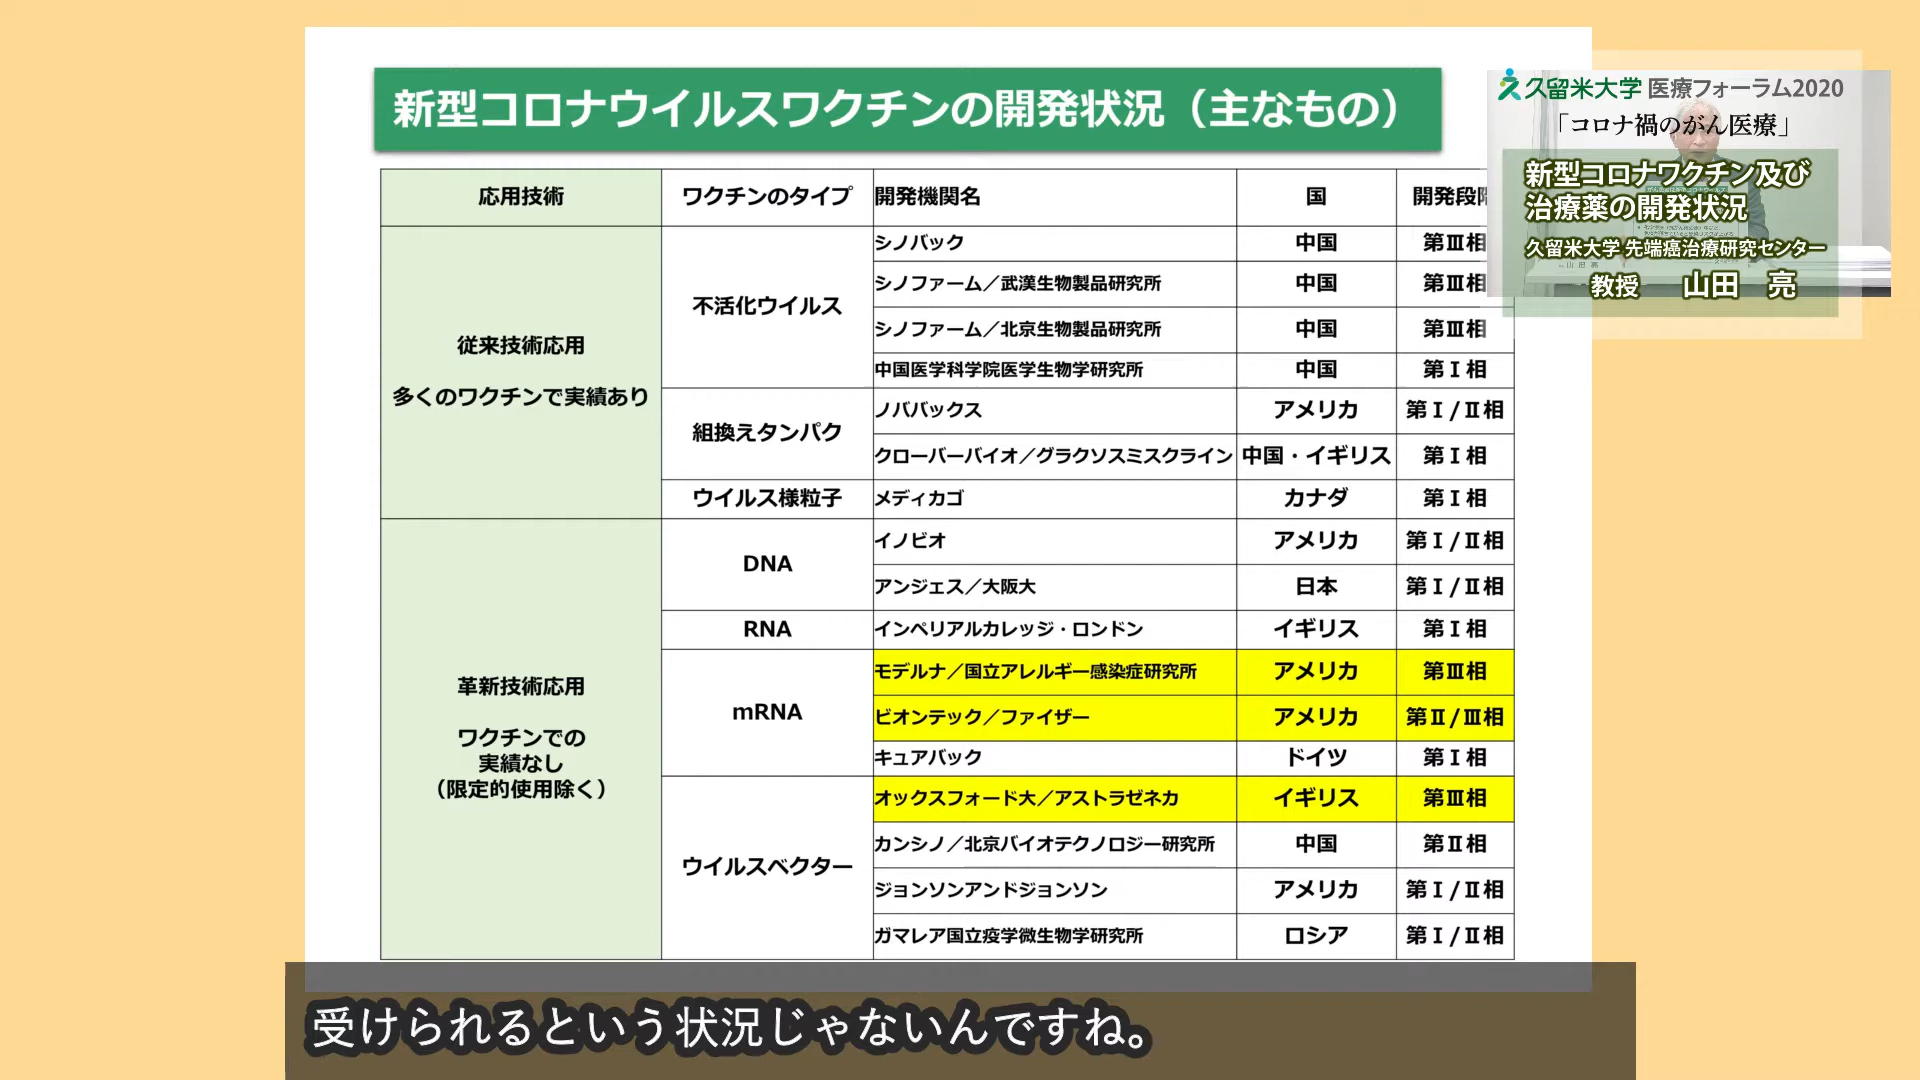 新型コロナウイルスワクチンの開発状況（主なもの）
久留米大学 医療フォーラム2020
「コロナ禍のがん医療」
新型コロナワクチン及び
治療薬の開発状況
久留米大学 先端癌治療研究センター
教授 山田 亮
応用技術 ワクチンのタイプ 開発機関名 国 開発段階
従来技術応用
多くのワクチンで実績あり
不活化ウイルス
シノバック 中国 第Ⅲ相
シノファーム／武漢生物製品研究所 中国 第Ⅲ相
シノファーム／北京生物製品研究所 中国 第Ⅲ相
中国医学科学院医学生物学研究所 中国 第Ⅰ相
組換えタンパク
ノババックス アメリカ 第Ⅰ/Ⅱ相
クローバーバイオ／グラクソスミスクライン 中国・イギリス 第Ⅰ相
ウイルス様粒子 メディカゴ カナダ 第Ⅰ相
革新技術応用
ワクチンでの
実績なし
（限定的使用除く）
DNA
イノビオ アメリカ 第Ⅰ/Ⅱ相
アンジェス／大阪大 日本 第Ⅰ/Ⅱ相
RNA インペリアルカレッジ・ロンドン イギリス 第Ⅰ相
mRNA
モデルナ／国立アレルギー感染症研究所 アメリカ 第Ⅲ相
ビオンテック／ファイザー アメリカ 第Ⅱ/Ⅲ相
キュアバック ドイツ 第Ⅰ相
ウイルスベクター
オックスフォード大／アストラゼネカ イギリス 第Ⅲ相
カンシノ／北京バイオテクノロジー研究所 中国 第Ⅱ相
ジョンソンアンドジョンソン アメリカ 第Ⅰ/Ⅱ相
ガマレア国立疫学微生物学研究所 ロシア 第Ⅰ/Ⅱ相
受けられるという状況じゃないんですね。